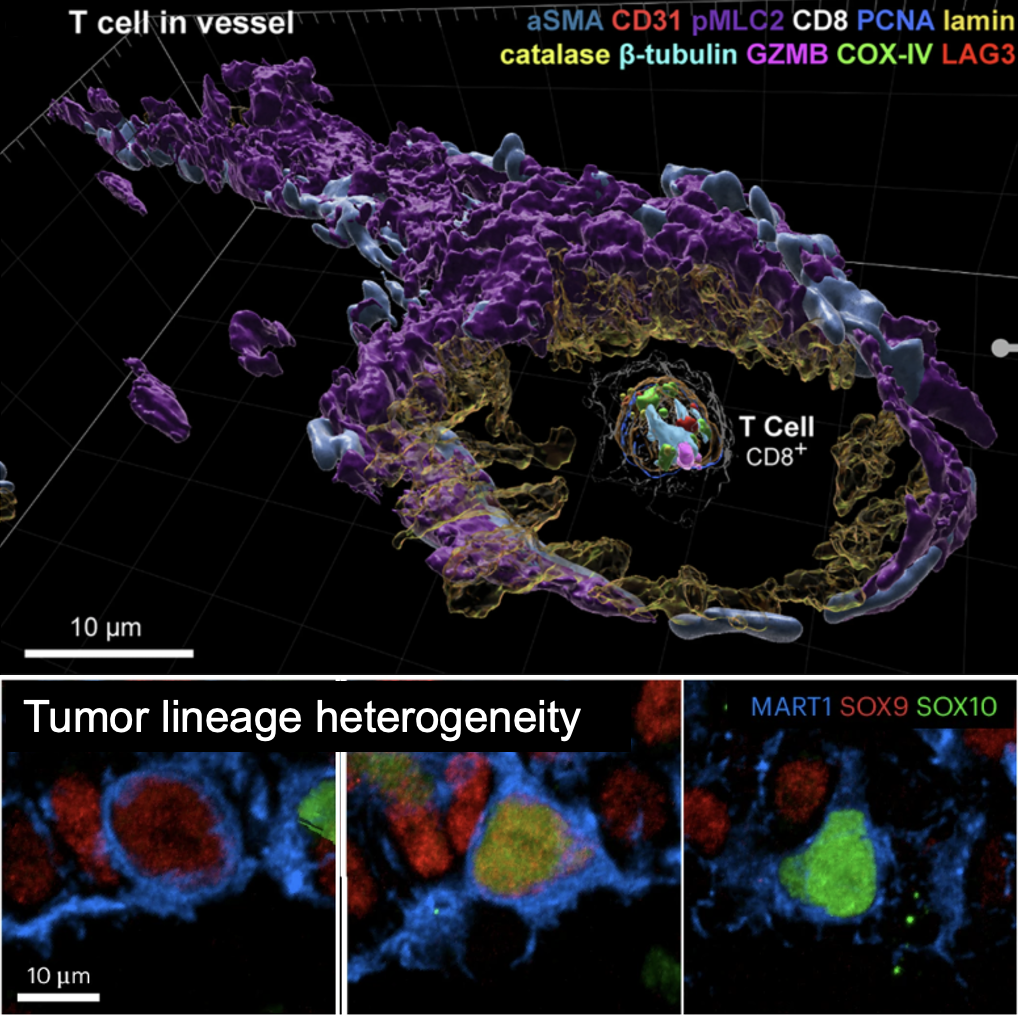 T cell in vessel
aSMA CD31 pMLC2 CD8 PCNA lamin
catalase β-tubulin GZMB COX-IV LAG3
T Cell
CD8+
10 µm
Tumor lineage heterogeneity
MART1 SOX9 SOX10
10 µm